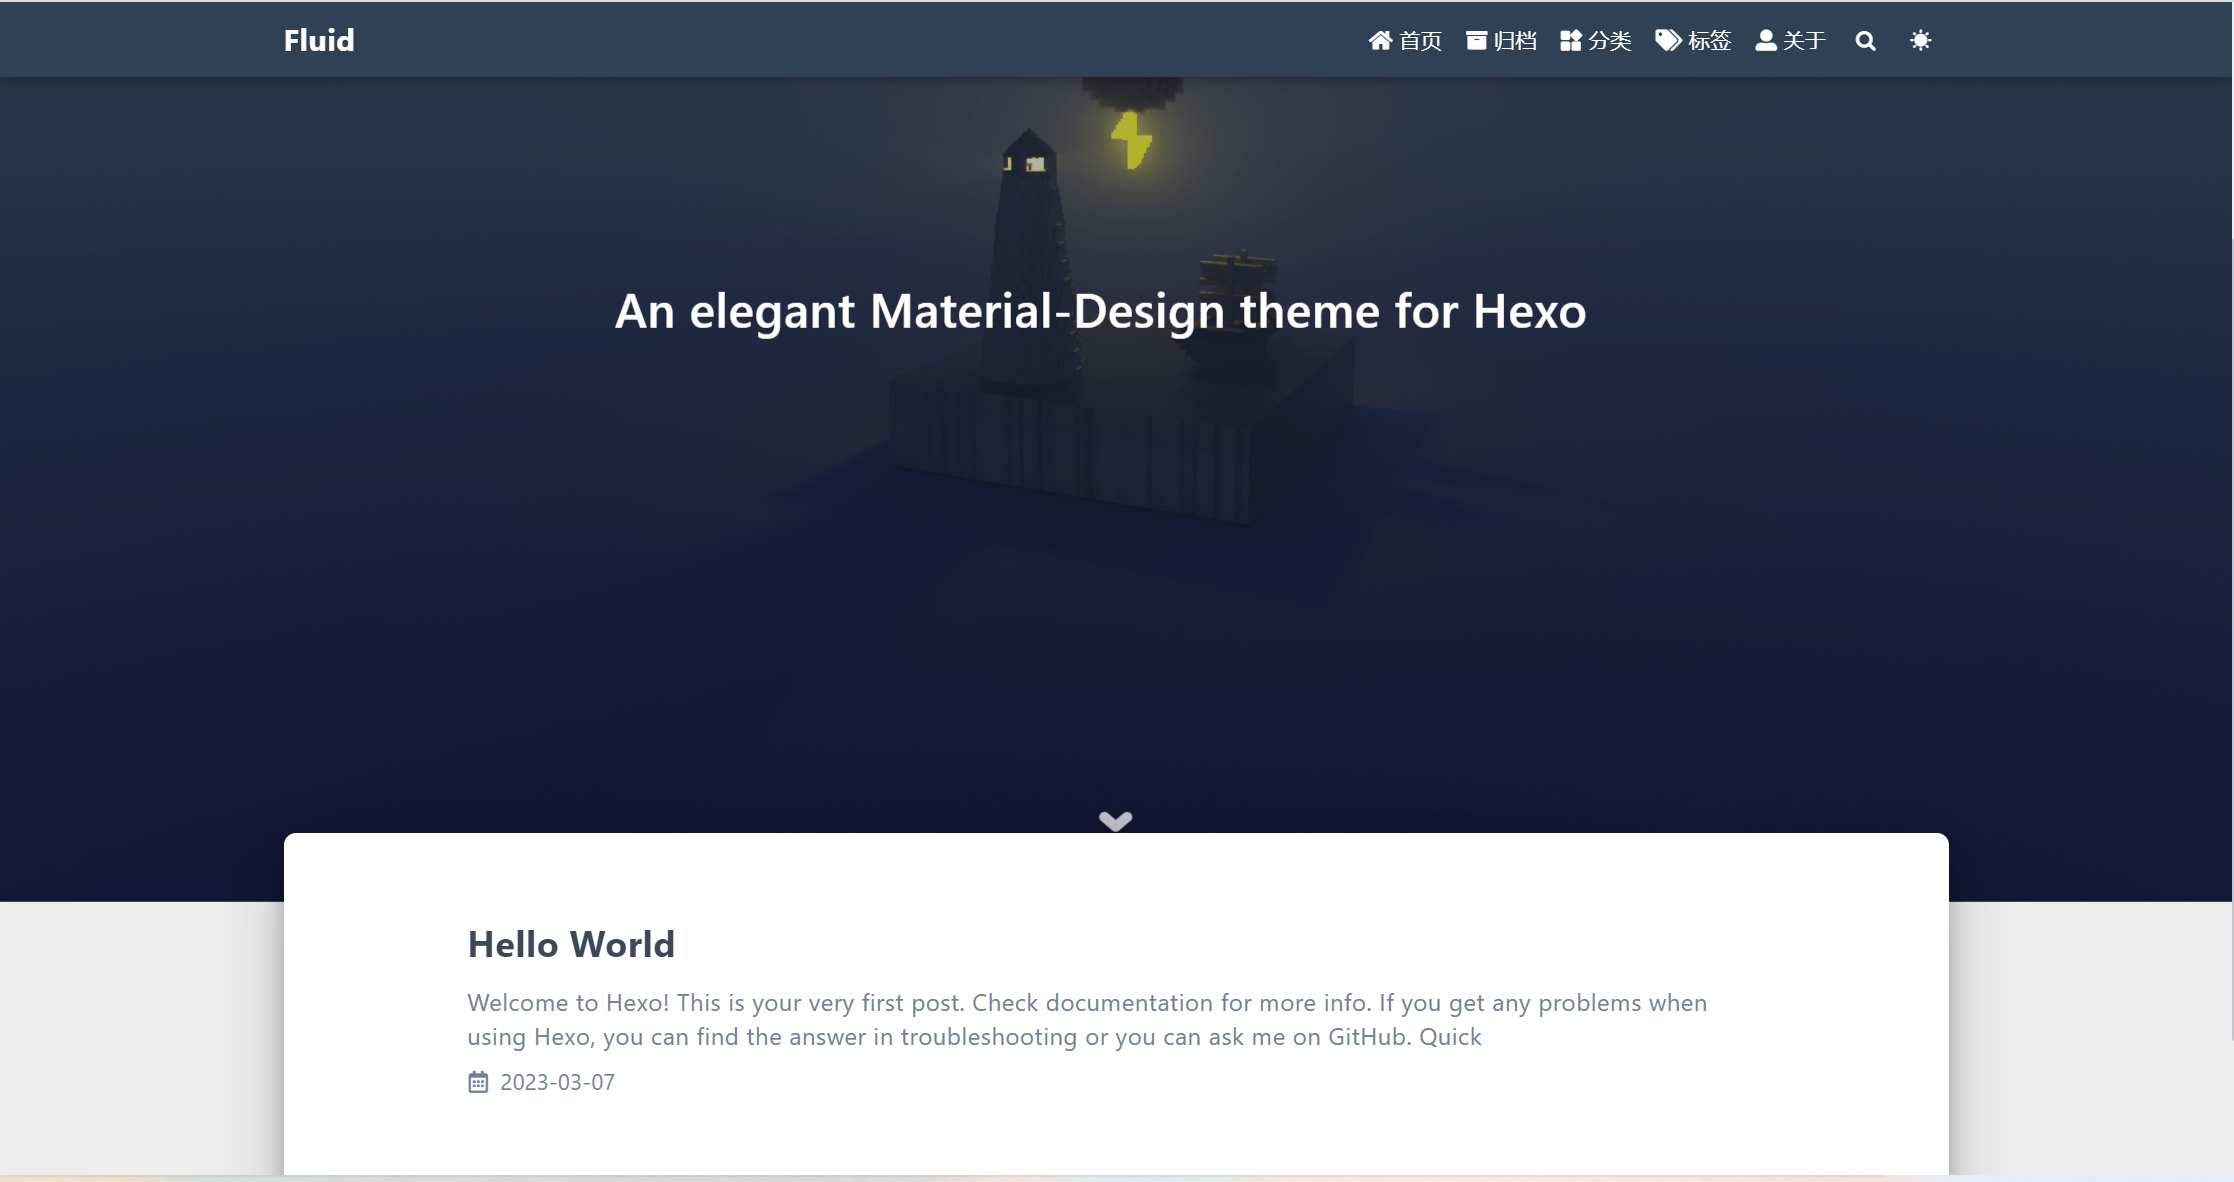 Fluid
首页 归档 分类 标签 关于
An elegant Material-Design theme for Hexo
Hello World
Welcome to Hexo! This is your very first post. Check documentation for more info. If you get any problems when
using Hexo, you can find the answer in troubleshooting or you can ask me on GitHub. Quick
2023-03-07